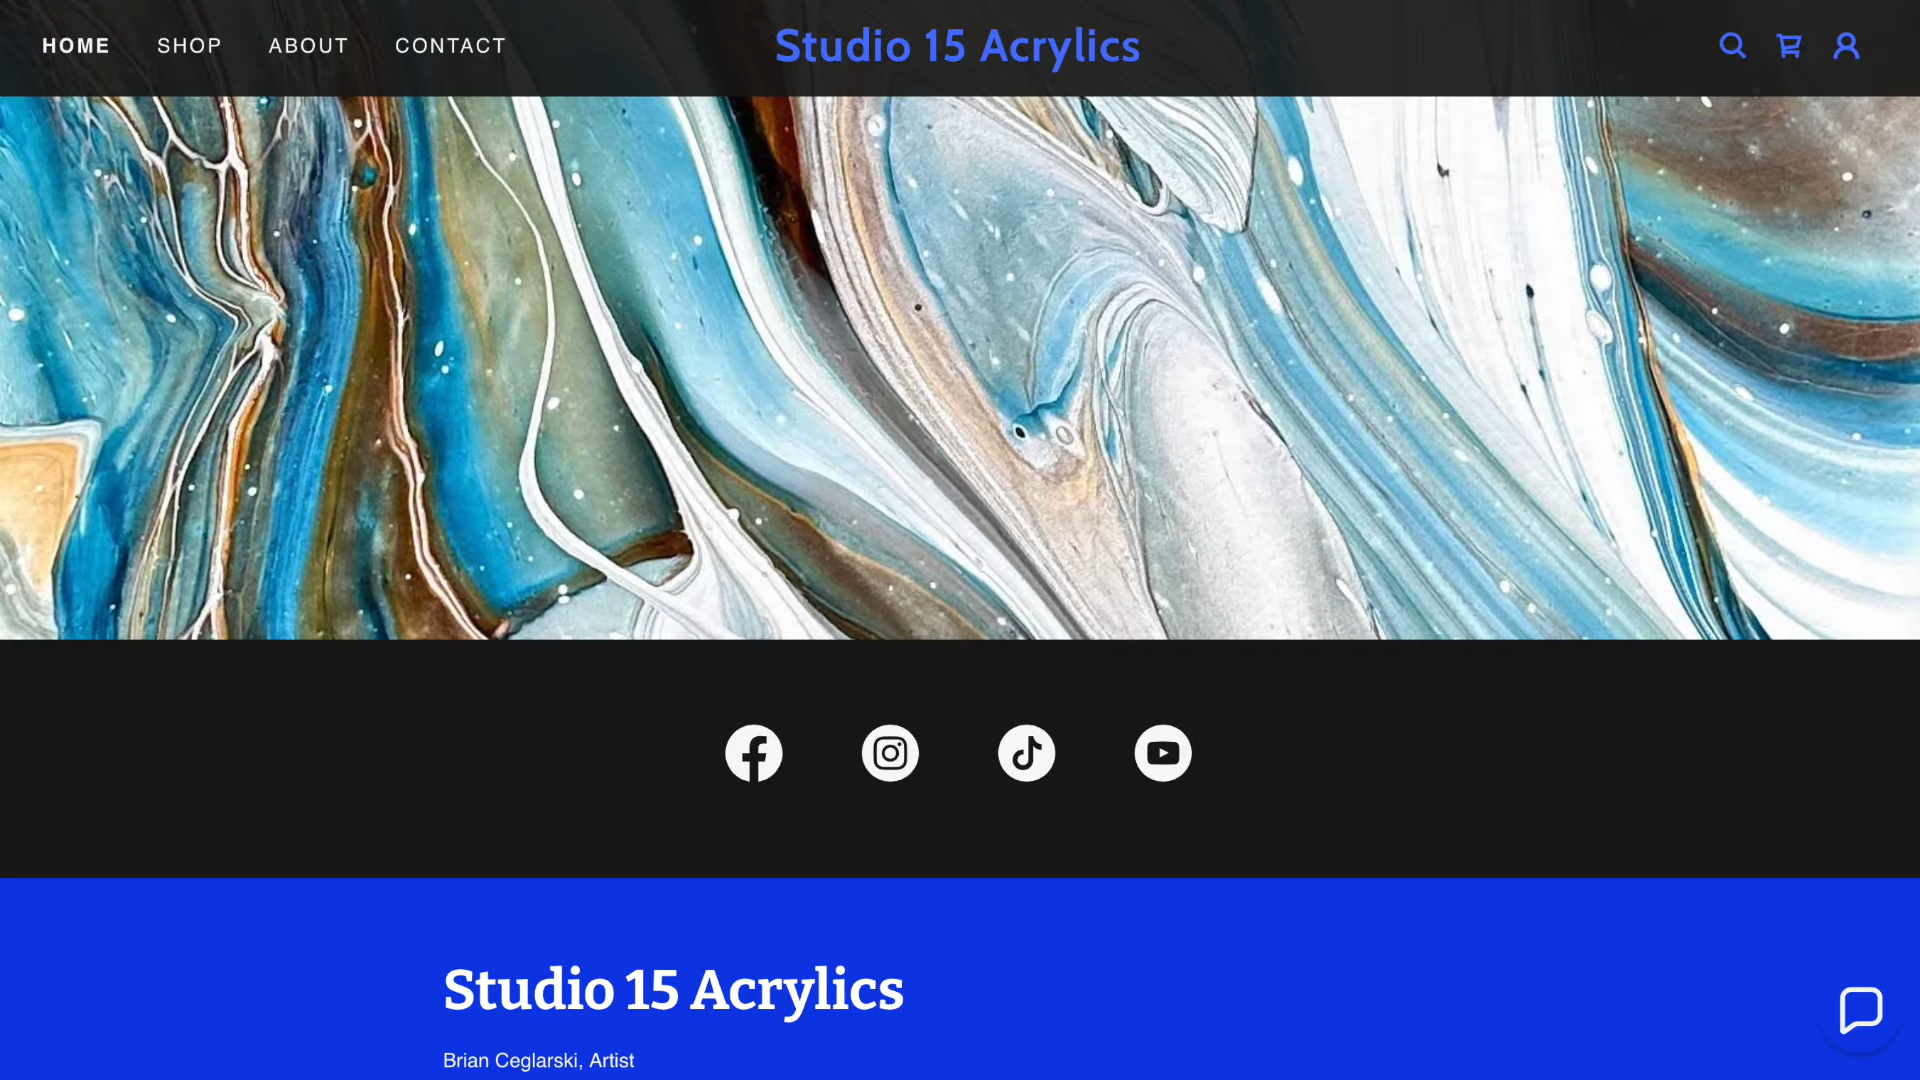 HOME SHOP ABOUT CONTACT Studio 15 Acrylics
Studio 15 Acrylics
Brian Ceglarski, Artist